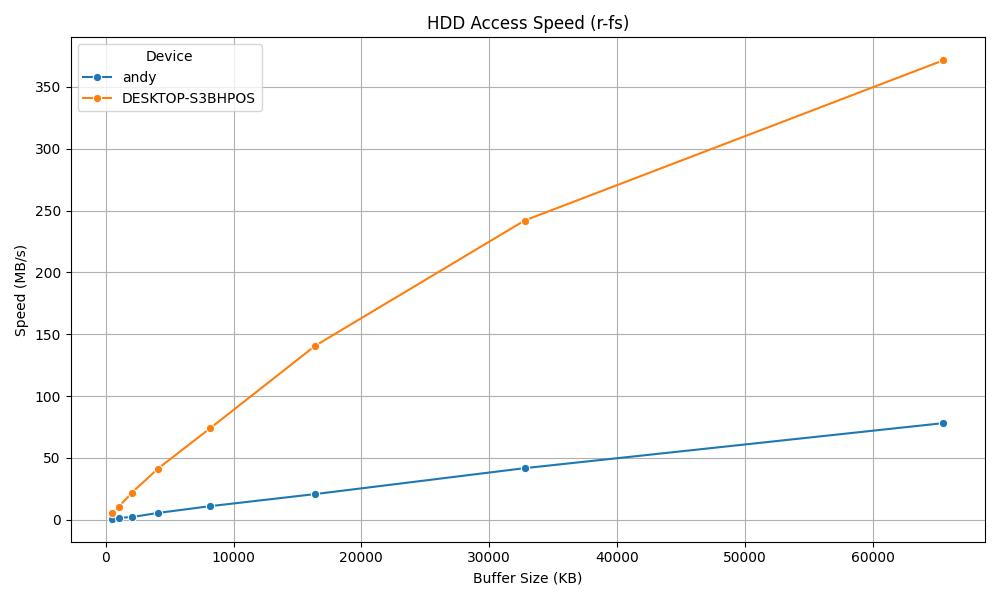 HDD Access Speed (r-fs)
Device
andy
DESKTOP-S3BHPOS
350
300
250
200
150
100
50
0
Speed (MB/s)
0 10000 20000 30000 40000 50000 60000
Buffer Size (KB)